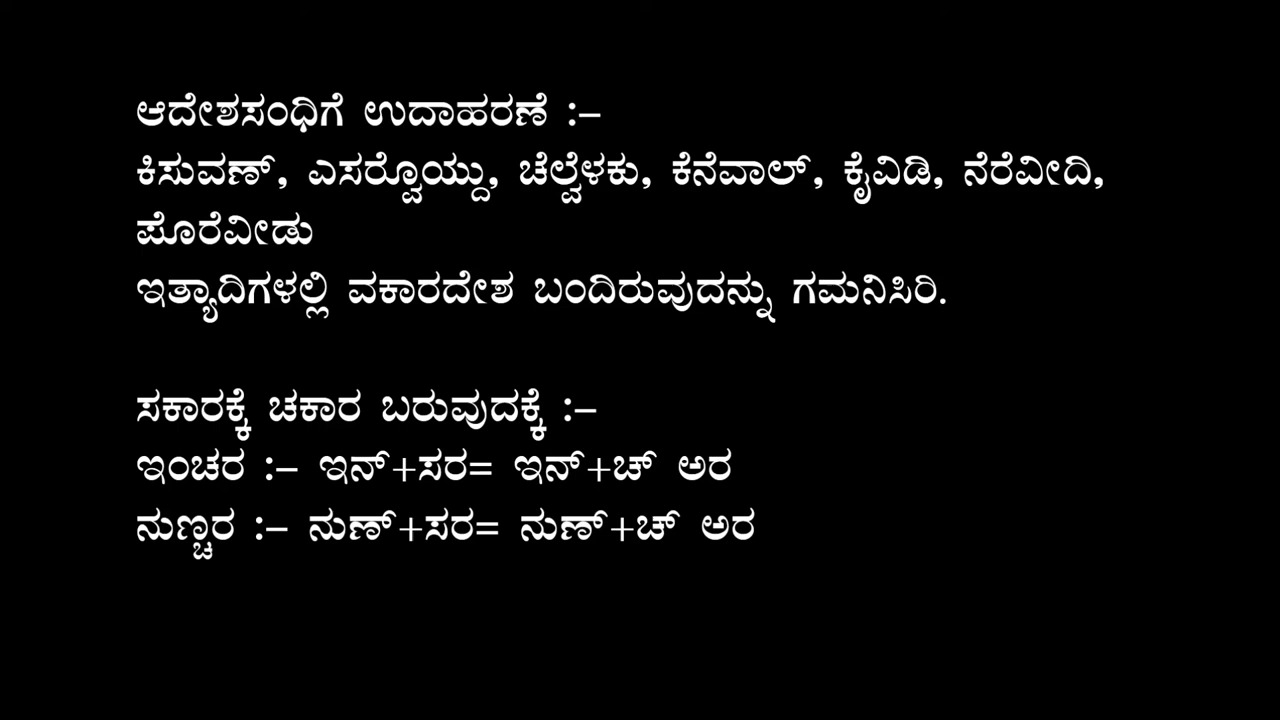 ಆದೇಶಸಂಧಿಗೆ ಉದಾಹರಣೆ :–
ಕಿಸುವಣ್, ಎಸರ್ವೊಯ್ದು, ಚೆಲ್ವೆಳಕು, ಕೆನೆವಾಲ್, ಕೈವಿಡಿ, ನೆರೆವೀದಿ,
ಪೊರೆವೀಡು
ಇತ್ಯಾದಿಗಳಲ್ಲಿ ವಕಾರದೇಶ ಬಂದಿರುವುದನ್ನು ಗಮನಿಸಿರಿ.
ಸಕಾರಕ್ಕೆ ಚಕಾರ ಬರುವುದಕ್ಕೆ :–
ಇಂಚರ :– ಇನ್+ಸರ= ಇನ್+ಚ್ ಅರ
ನುಣ್ಚರ :– ನುಣ್+ಸರ= ನುಣ್+ಚ್ ಅರ